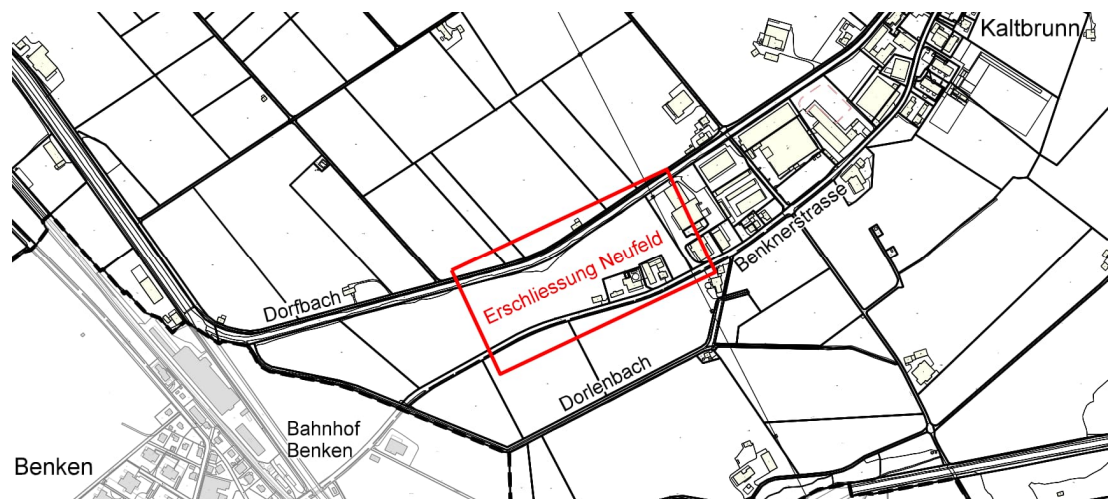 Kaltbrunn
Benknerstrasse
Erschliessung Neufeld
Dorfbach
Dorlenbach
Bahnhof
Benken
Benken